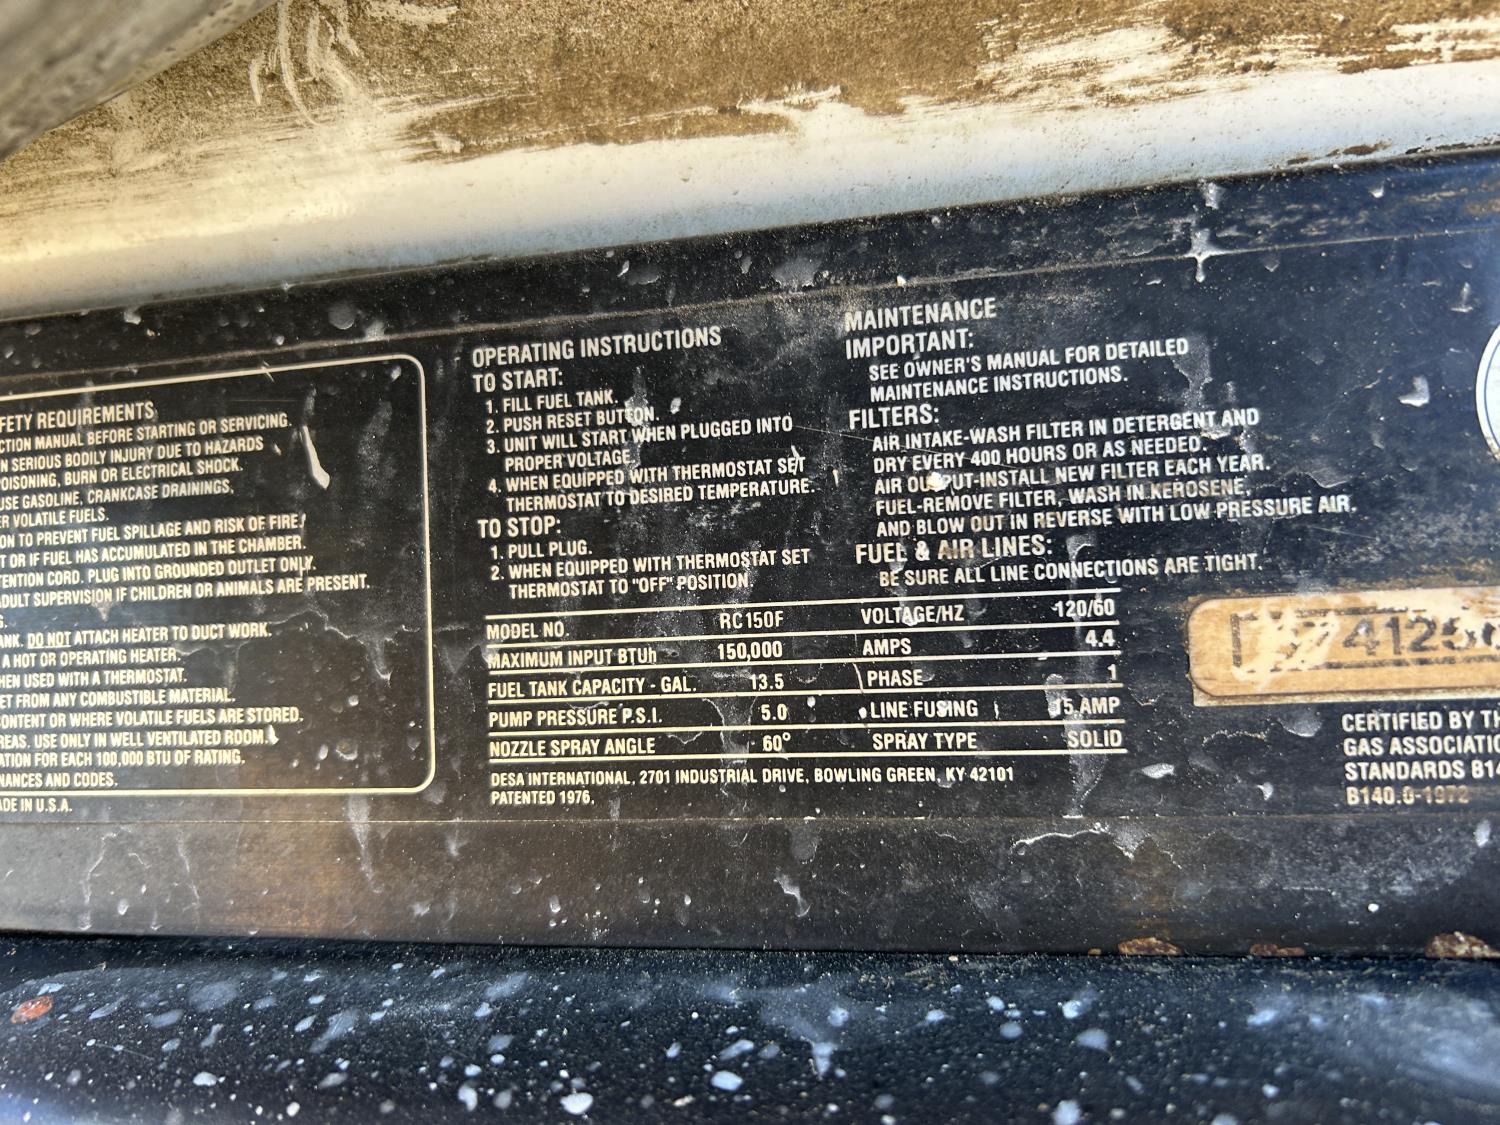 FETY REQUIREMENTS
CTION MANUAL BEFORE STARTING OR SERVICING.
N SERIOUS BODILY INJURY DUE TO HAZARDS
OISONING, BURN OR ELECTRICAL SHOCK.
USE GASOLINE, CRANKCASE DRAININGS,
ER VOLATILE FUELS.
ON TO PREVENT FUEL SPILLAGE AND RISK OF FIRE.
T OR IF FUEL HAS ACCUMULATED IN THE CHAMBER.
TENTION CORD. PLUG INTO GROUNDED OUTLET ONLY.
ADULT SUPERVISION IF CHILDREN OR ANIMALS ARE PRESENT.
G.
ANK. DO NOT ATTACH HEATER TO DUCT WORK.
A HOT OR OPERATING HEATER.
HEN USED WITH A THERMOSTAT.
ET FROM ANY COMBUSTIBLE MATERIAL.
CONTENT OR WHERE VOLATILE FUELS ARE STORED.
REAS. USE ONLY IN WELL VENTILATED ROOM.
ATION FOR EACH 100,000 BTU OF RATING.
NANCES AND CODES.
ADE IN U.S.A.
OPERATING INSTRUCTIONS
TO START:
1. FILL FUEL TANK.
2. PUSH RESET BUTTON.
3. UNIT WILL START WHEN PLUGGED INTO
PROPER VOLTAGE.
4. WHEN EQUIPPED WITH THERMOSTAT SET
THERMOSTAT TO DESIRED TEMPERATURE.
TO STOP:
1. PULL PLUG.
2. WHEN EQUIPPED WITH THERMOSTAT SET
THERMOSTAT TO "OFF" POSITION.
MAINTENANCE
IMPORTANT:
SEE OWNER'S MANUAL FOR DETAILED
MAINTENANCE INSTRUCTIONS.
FILTERS:
AIR INTAKE-WASH FILTER IN DETERGENT AND
DRY EVERY 400 HOURS OR AS NEEDED.
AIR OUTPUT-INSTALL NEW FILTER EACH YEAR.
FUEL-REMOVE FILTER, WASH IN KEROSENE,
AND BLOW OUT IN REVERSE WITH LOW PRESSURE AIR.
FUEL & AIR LINES:
BE SURE ALL LINE CONNECTIONS ARE TIGHT.
MODEL NO. RC150F VOLTAGE/HZ 120/60
MAXIMUM INPUT BTUh 150,000 AMPS 4.4
FUEL TANK CAPACITY - GAL. 13.5 PHASE 1
PUMP PRESSURE P.S.I. 5.0 LINE FUSING 15 AMP
NOZZLE SPRAY ANGLE 60° SPRAY TYPE SOLID
DESA INTERNATIONAL, 2701 INDUSTRIAL DRIVE, BOWLING GREEN, KY 42101
PATENTED 1976.
4125
CERTIFIED BY TH
GAS ASSOCIATIO
STANDARDS B14
B140.8-1972